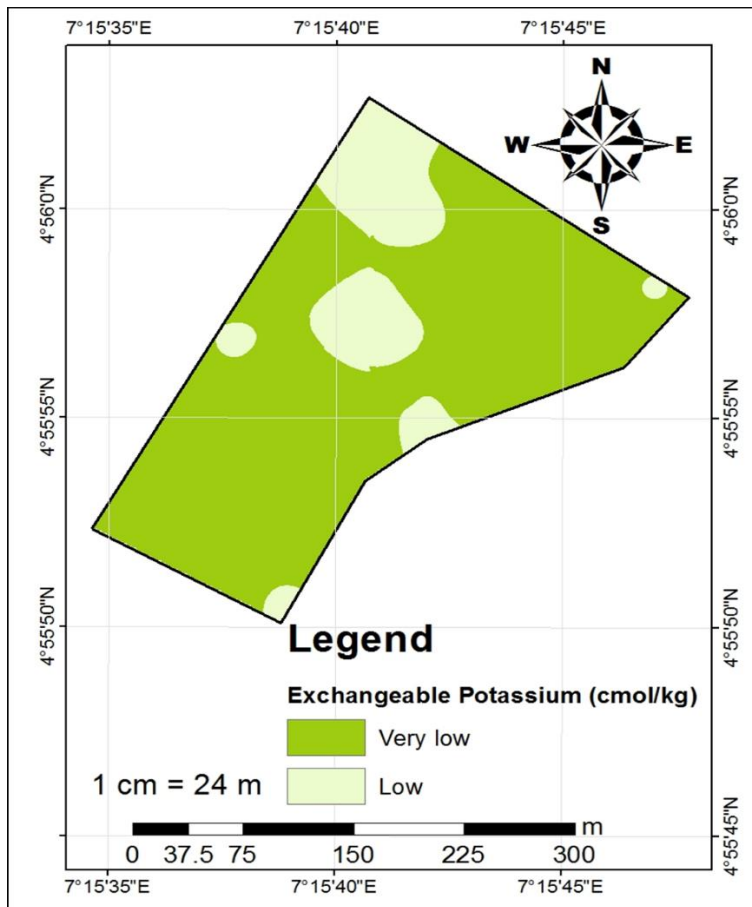 7°15'35"E 7°15'40"E 7°15'45"E
N
W E
S
4°56'0"N 4°56'0"N
4°55'55"N 4°55'55"N
4°55'50"N 4°55'50"N
Legend
Exchangeable Potassium (cmol/kg)
Very low
1 cm = 24 m
Low
m
0 37.5 75 150 225 300
4°55'45"N
7°15'35"E 7°15'40"E 7°15'45"E